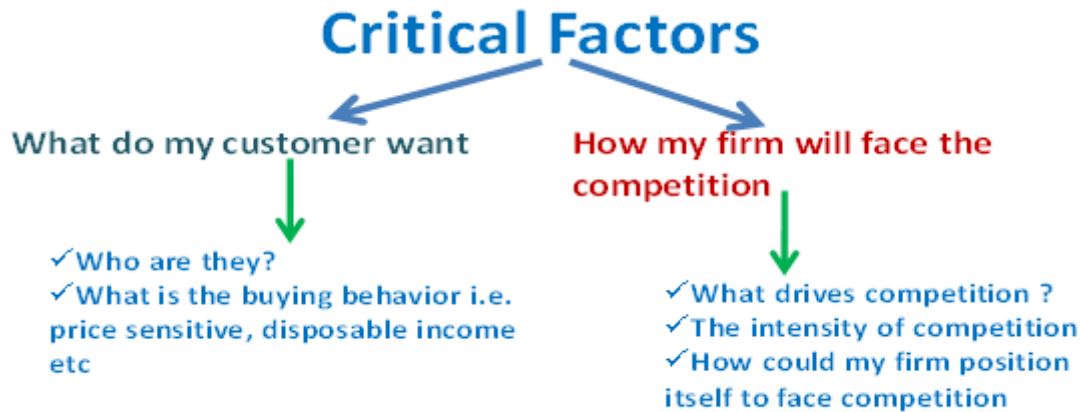 Critical Factors
What do my customer want
✓Who are they?
✓What is the buying behavior i.e.
price sensitive, disposable income
etc
How my firm will face the
competition
✓What drives competition ?
✓The intensity of competition
✓How could my firm position
itself to face competition